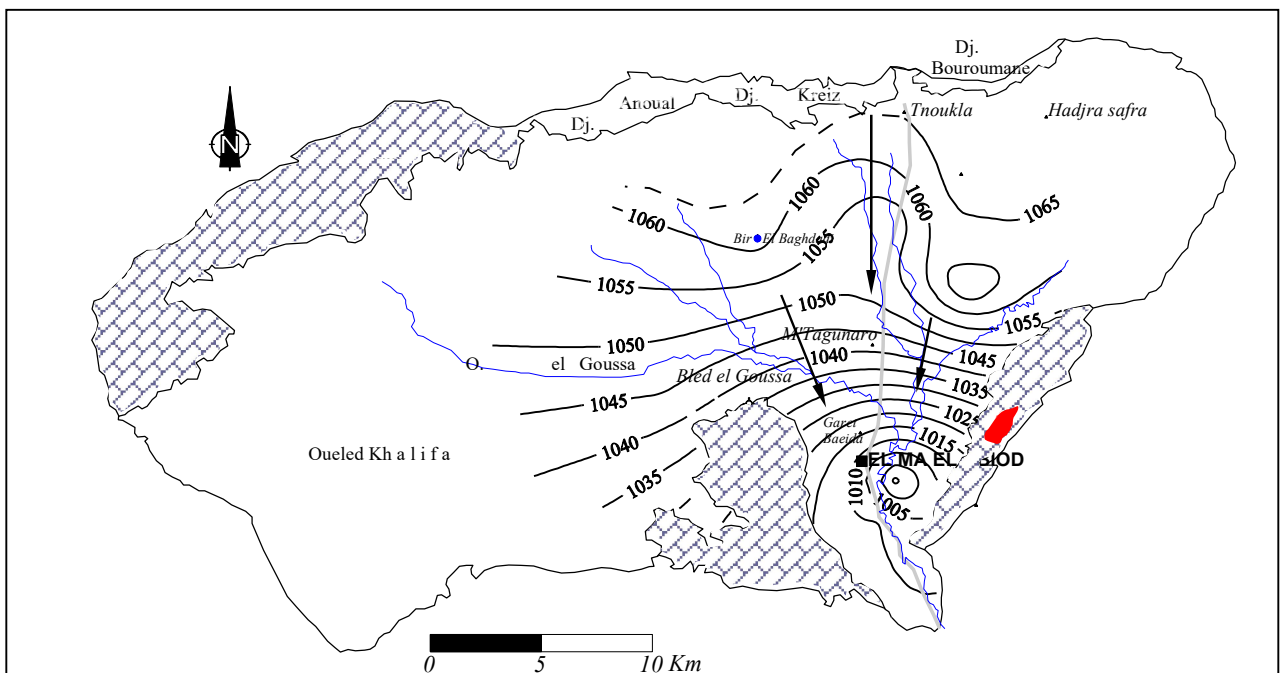 Dj.
Bouroumane
Anoual
Dj.
Kreiz
Dj.
Tnoukla
Hadjra safra
N
1060
1060
1060
1065
Bir El Baghdadi
1055
1055
1050
1055
M'Tagunaro
1050
1040
1045
O. el Goussa
Bled el Goussa
1035
1045
1025
Garet
Baeida
1015
1040
Oueled Kh a l i f a
EL MA EL BIOD
1035
1010
1005
0 5 10 Km